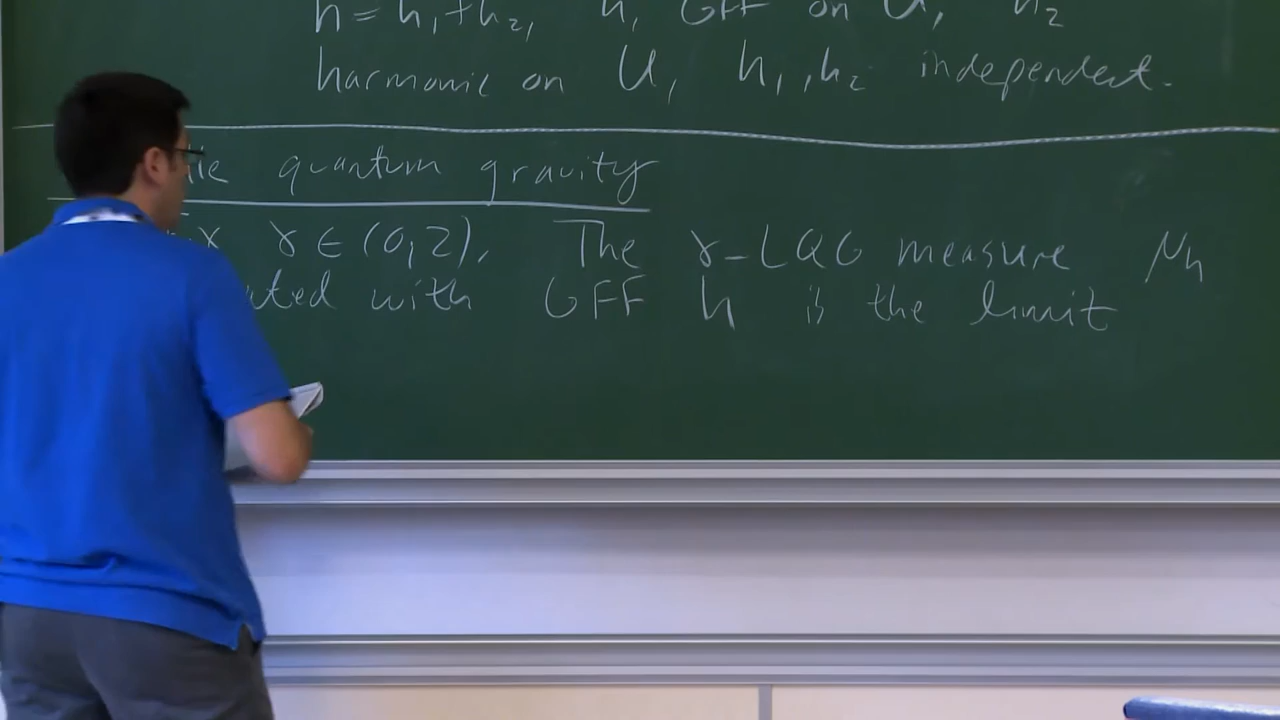 h = h₁ + h₂, h₁ GFF on U, h₂
harmonic on U, h₁, h₂ independent.
quantum gravity
γ ∈ (0,2). The γ-LQG measure μₕ
with GFF h is the limit